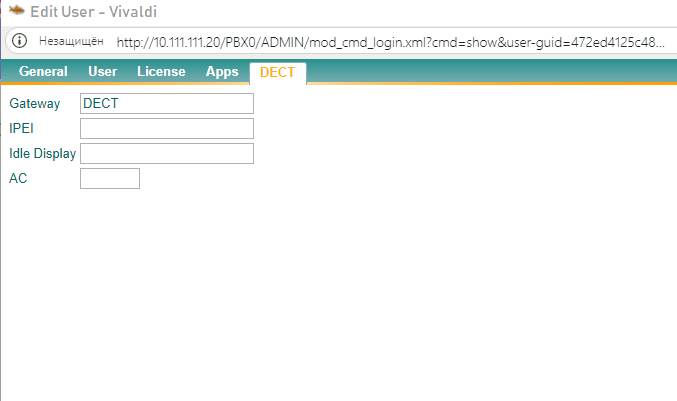 Edit User - Vivaldi
Незащищён http://10.111.111.20/PBX0/ADMIN/mod_cmd_login.xml?cmd=show&user-guid=472ed4125c48...
General User License Apps DECT
Gateway DECT
IPEI
Idle Display
AC